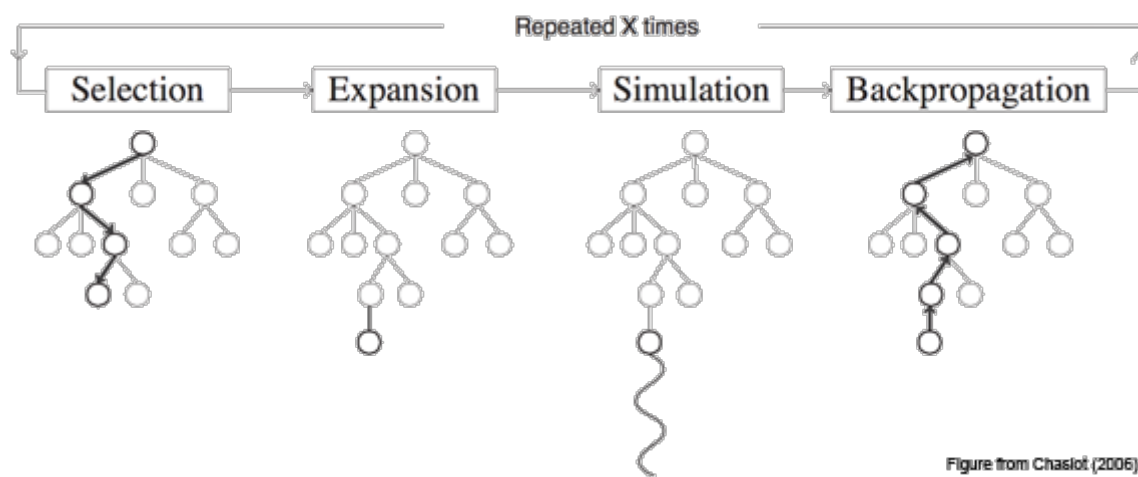 Repeated X times
Selection
Expansion
Simulation
Backpropagation
Figure from Chaslot (2006)